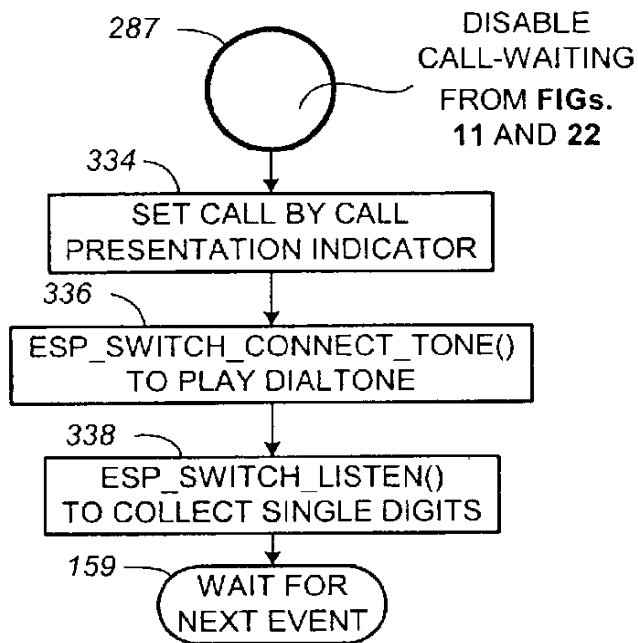 287
DISABLE
CALL-WAITING
FROM FIGs.
11 AND 22
334
SET CALL BY CALL
PRESENTATION INDICATOR
336
ESP_SWITCH_CONNECT_TONE()
TO PLAY DIALTONE
338
ESP_SWITCH_LISTEN()
TO COLLECT SINGLE DIGITS
159
WAIT FOR
NEXT EVENT